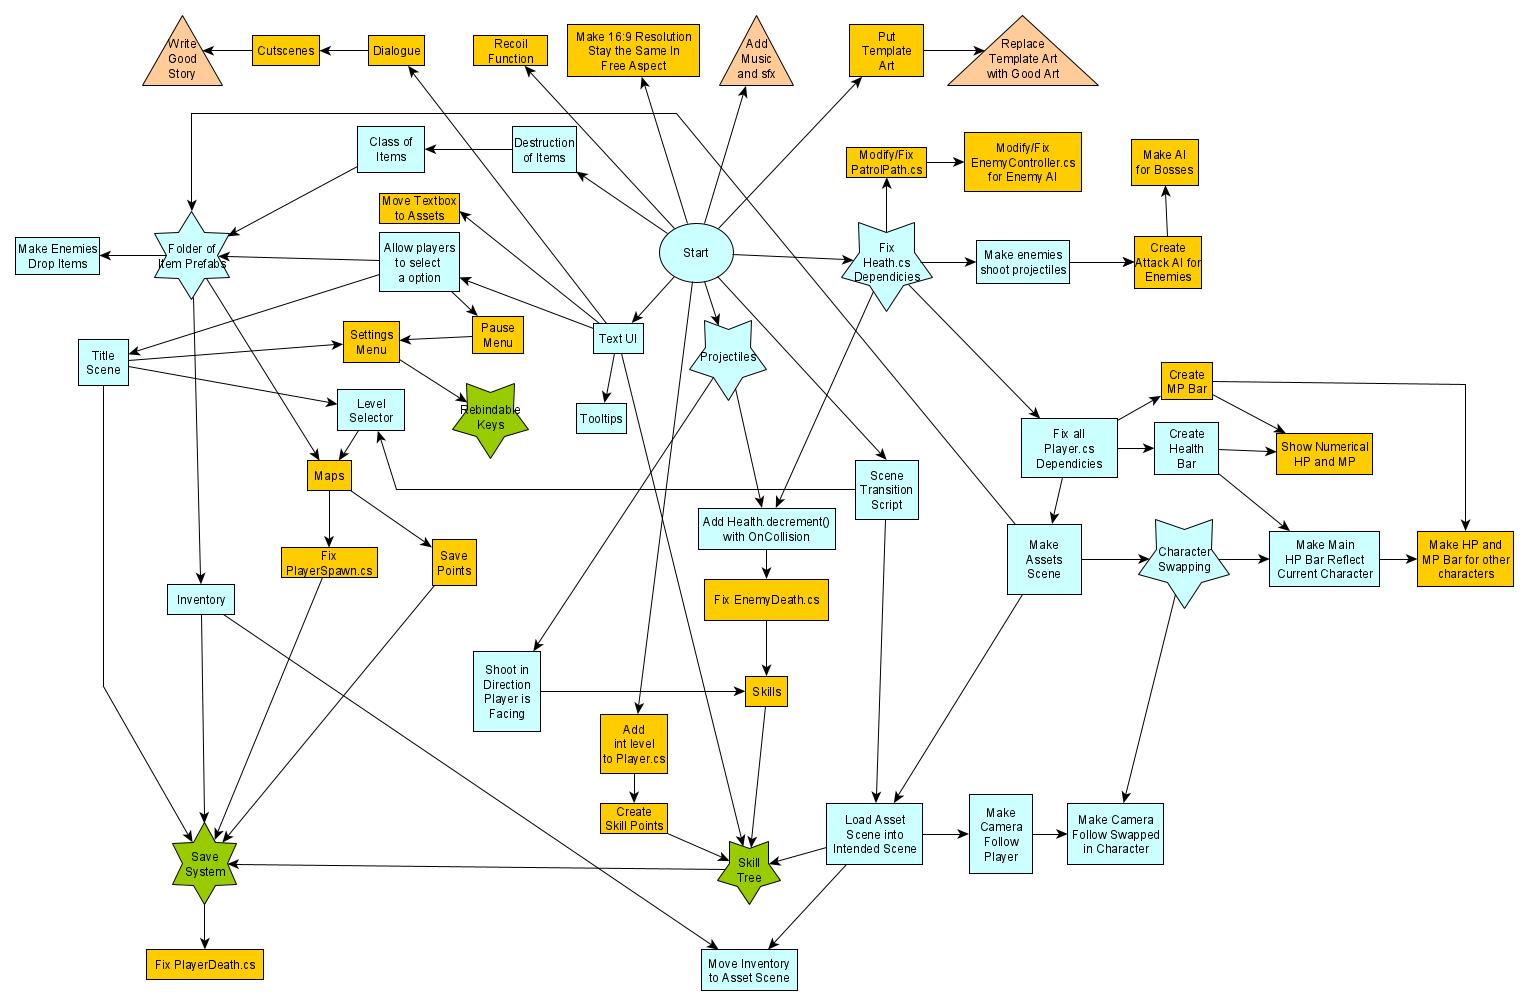 Write
Good
Story
Cutscenes
Dialogue
Recoil
Function
Make 16:9 Resolution
Stay the Same In
Free Aspect
Add
Music
and sfx
Put
Template
Art
Replace
Template Art
with Good Art
Class of
Items
Destruction
of Items
Modify/Fix
PatrolPath.cs
Modify/Fix
EnemyController.cs
for Enemy AI
Make AI
for Bosses
Move Textbox
to Assets
Make Enemies
Drop Items
Folder of
Item Prefabs
Allow players
to select
a option
Start
Fix
Heath.cs
Dependicies
Make enemies
shoot projectiles
Create
Attack AI for
Enemies
Title
Scene
Settings
Menu
Pause
Menu
Text UI
Projectiles
Level
Selector
Rebindable
Keys
Tooltips
Create
MP Bar
Fix all
Player.cs
Dependicies
Create
Health
Bar
Show Numerical
HP and MP
Maps
Scene
Transition
Script
Add Health.decrement()
with OnCollision
Fix
PlayerSpawn.cs
Save
Points
Make
Assets
Scene
Character
Swapping
Make Main
HP Bar Reflect
Current Character
Make HP and
MP Bar for other
characters
Inventory
Fix EnemyDeath.cs
Shoot in
Direction
Player is
Facing
Skills
Add
int level
to Player.cs
Create
Skill Points
Load Asset
Scene into
Intended Scene
Make
Camera
Follow
Player
Make Camera
Follow Swapped
in Character
Save
System
Skill
Tree
Fix PlayerDeath.cs
Move Inventory
to Asset Scene